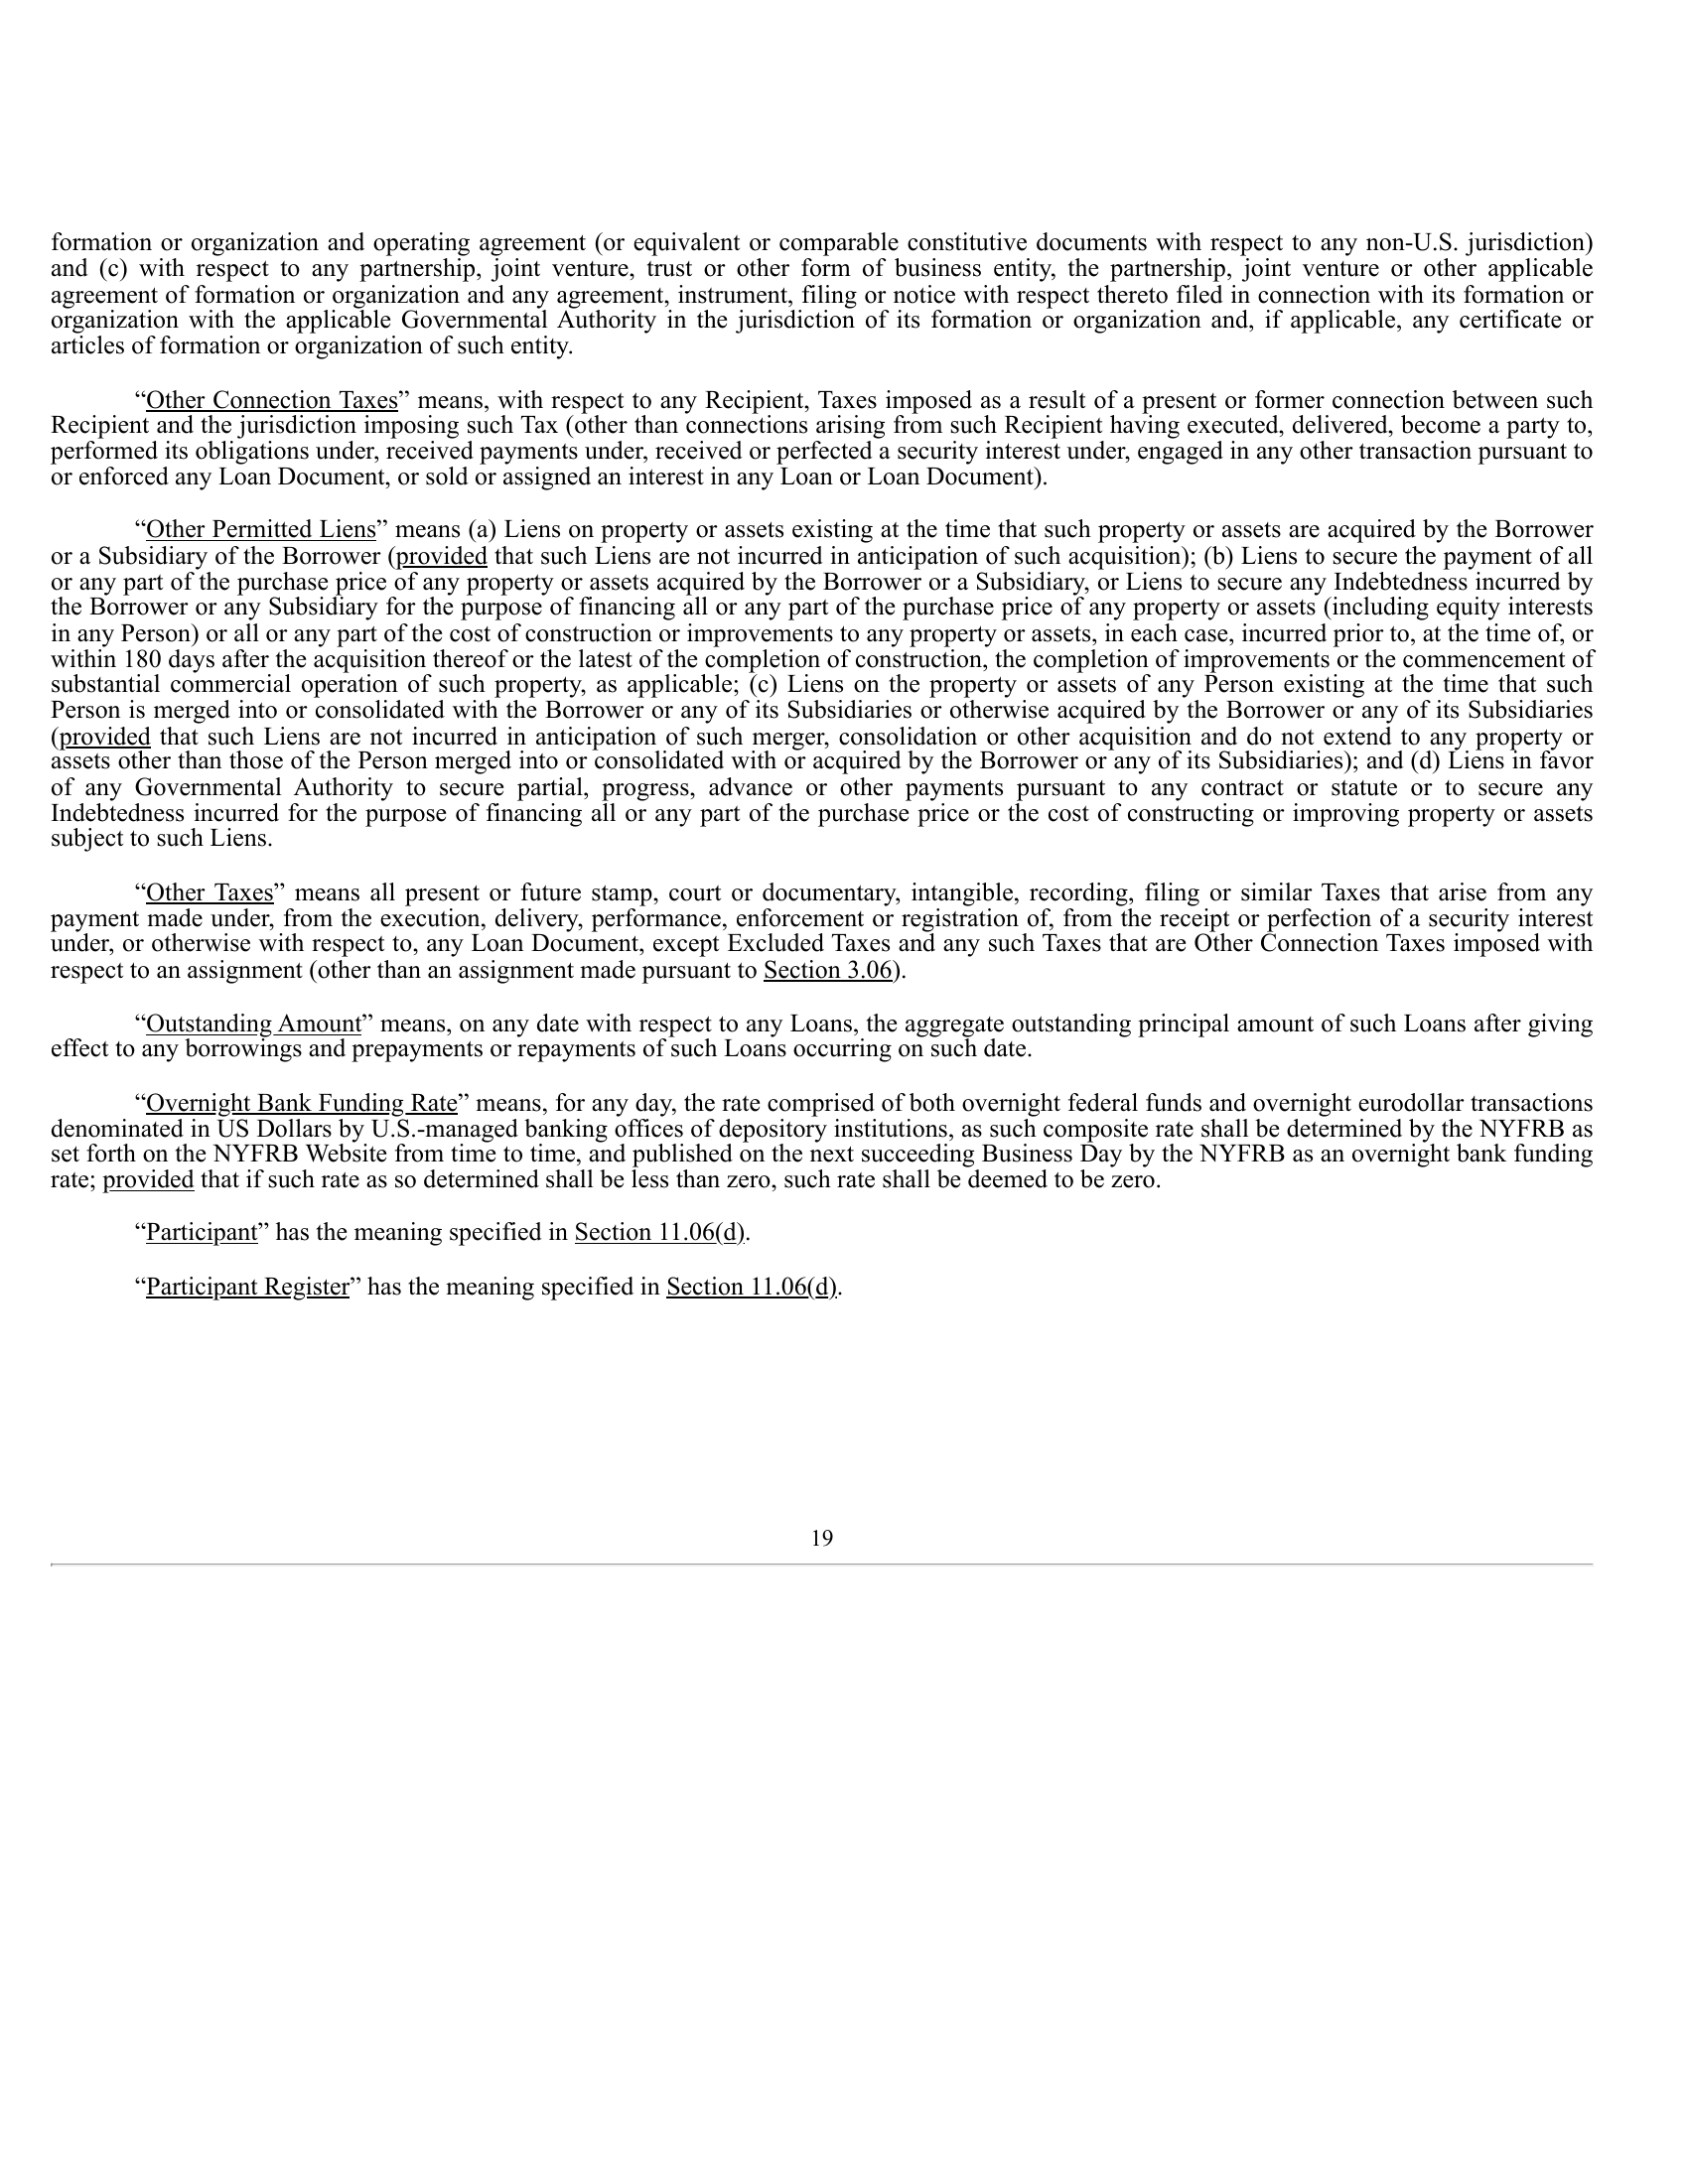 formation or organization and operating agreement (or equivalent or comparable constitutive documents with respect to any non-U.S. jurisdiction)
and (c) with respect to any partnership, joint venture, trust or other form of business entity, the partnership, joint venture or other applicable
agreement of formation or organization and any agreement, instrument, filing or notice with respect thereto filed in connection with its formation or
organization with the applicable Governmental Authority in the jurisdiction of its formation or organization and, if applicable, any certificate or
articles of formation or organization of such entity.
“Other Connection Taxes” means, with respect to any Recipient, Taxes imposed as a result of a present or former connection between such
Recipient and the jurisdiction imposing such Tax (other than connections arising from such Recipient having executed, delivered, become a party to,
performed its obligations under, received payments under, received or perfected a security interest under, engaged in any other transaction pursuant to
or enforced any Loan Document, or sold or assigned an interest in any Loan or Loan Document).
“Other Permitted Liens” means (a) Liens on property or assets existing at the time that such property or assets are acquired by the Borrower
or a Subsidiary of the Borrower (provided that such Liens are not incurred in anticipation of such acquisition); (b) Liens to secure the payment of all
or any part of the purchase price of any property or assets acquired by the Borrower or a Subsidiary, or Liens to secure any Indebtedness incurred by
the Borrower or any Subsidiary for the purpose of financing all or any part of the purchase price of any property or assets (including equity interests
in any Person) or all or any part of the cost of construction or improvements to any property or assets, in each case, incurred prior to, at the time of, or
within 180 days after the acquisition thereof or the latest of the completion of construction, the completion of improvements or the commencement of
substantial commercial operation of such property, as applicable; (c) Liens on the property or assets of any Person existing at the time that such
Person is merged into or consolidated with the Borrower or any of its Subsidiaries or otherwise acquired by the Borrower or any of its Subsidiaries
(provided that such Liens are not incurred in anticipation of such merger, consolidation or other acquisition and do not extend to any property or
assets other than those of the Person merged into or consolidated with or acquired by the Borrower or any of its Subsidiaries); and (d) Liens in favor
of any Governmental Authority to secure partial, progress, advance or other payments pursuant to any contract or statute or to secure any
Indebtedness incurred for the purpose of financing all or any part of the purchase price or the cost of constructing or improving property or assets
subject to such Liens.
“Other Taxes” means all present or future stamp, court or documentary, intangible, recording, filing or similar Taxes that arise from any
payment made under, from the execution, delivery, performance, enforcement or registration of, from the receipt or perfection of a security interest
under, or otherwise with respect to, any Loan Document, except Excluded Taxes and any such Taxes that are Other Connection Taxes imposed with
respect to an assignment (other than an assignment made pursuant to Section 3.06).
“Outstanding Amount” means, on any date with respect to any Loans, the aggregate outstanding principal amount of such Loans after giving
effect to any borrowings and prepayments or repayments of such Loans occurring on such date.
“Overnight Bank Funding Rate” means, for any day, the rate comprised of both overnight federal funds and overnight eurodollar transactions
denominated in US Dollars by U.S.-managed banking offices of depository institutions, as such composite rate shall be determined by the NYFRB as
set forth on the NYFRB Website from time to time, and published on the next succeeding Business Day by the NYFRB as an overnight bank funding
rate; provided that if such rate as so determined shall be less than zero, such rate shall be deemed to be zero.
“Participant” has the meaning specified in Section 11.06(d).
“Participant Register” has the meaning specified in Section 11.06(d).
19